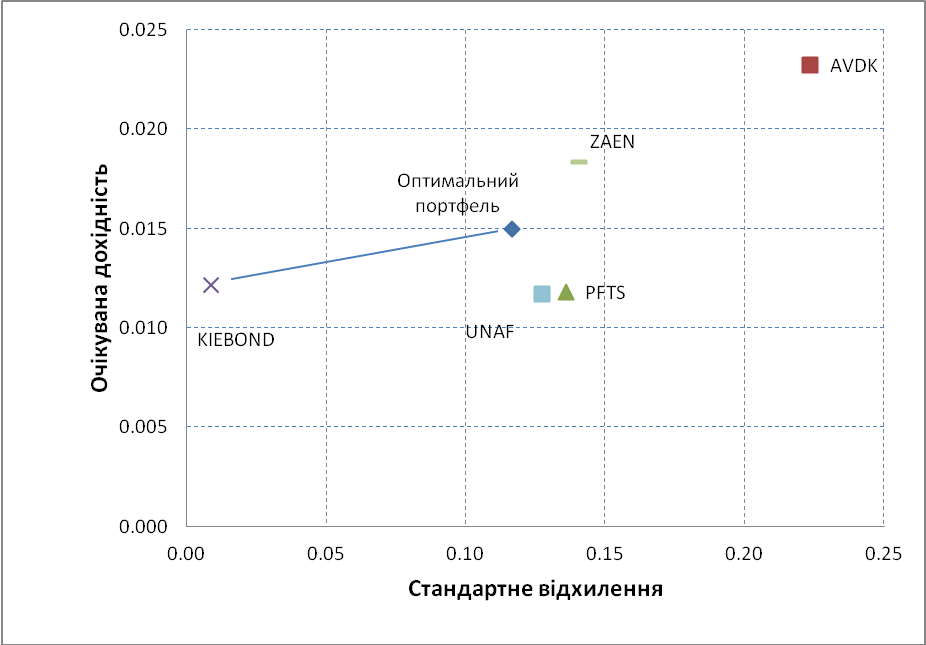 0.025
AVDK
0.020
ZAEN
Оптимальний
портфель
0.015
PFTS
0.010
UNAF
KIEBOND
0.005
0.000
0.00 0.05 0.10 0.15 0.20 0.25
Очікувана дохідність
Стандартне відхилення